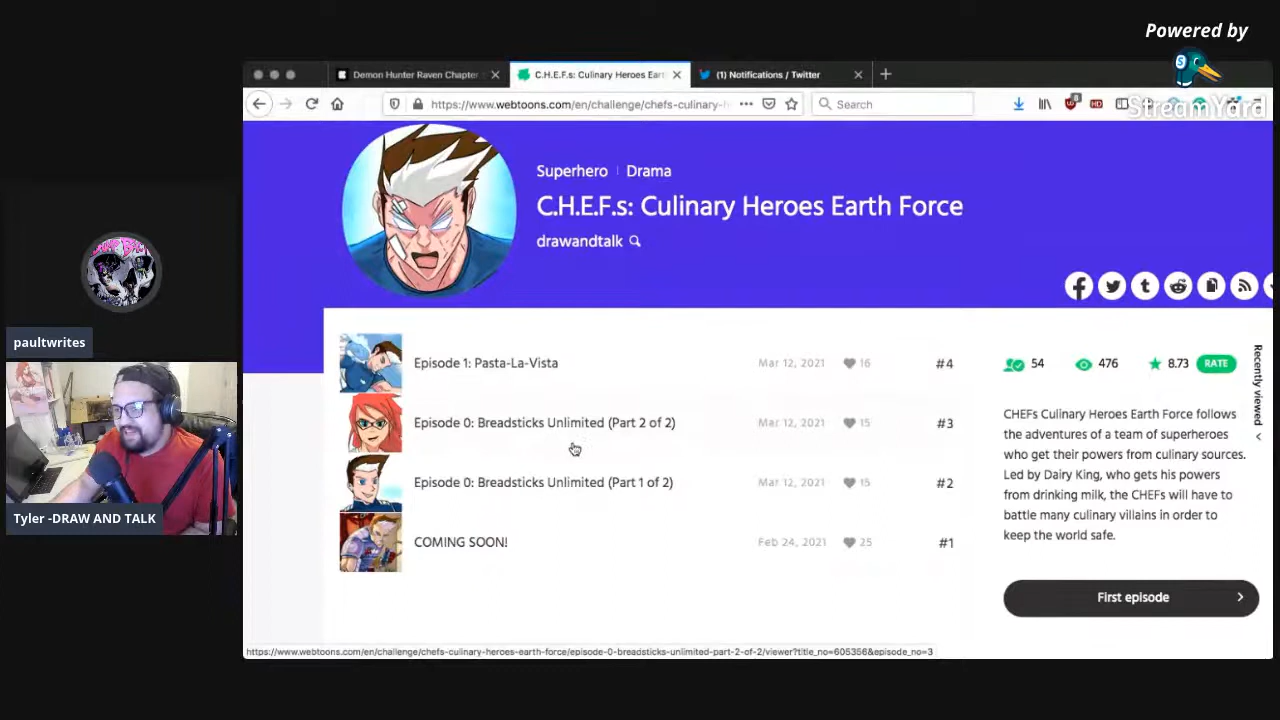 Powered by
StreamYard
Demon Hunter Raven Chapter
C.H.E.F.s: Culinary Heroes Eart
(1) Notifications / Twitter
https://www.webtoons.com/en/challenge/chefs-culinary-h
Search
Superhero Drama
C.H.E.F.s: Culinary Heroes Earth Force
drawandtalk
Episode 1: Pasta-La-Vista Mar 12, 2021 16 #4
Episode 0: Breadsticks Unlimited (Part 2 of 2) Mar 12, 2021 15 #3
Episode 0: Breadsticks Unlimited (Part 1 of 2) Mar 12, 2021 15 #2
COMING SOON! Feb 24, 2021 25 #1
54 476 8.73 RATE
CHEFs Culinary Heroes Earth Force follows
the adventures of a team of superheroes
who get their powers from culinary sources.
Led by Dairy King, who gets his powers
from drinking milk, the CHEFs will have to
battle many culinary villains in order to
keep the world safe.
First episode
Recently viewed
https://www.webtoons.com/en/challenge/chefs-culinary-heroes-earth-force/episode-0-breadsticks-unlimited-part-2-of-2/viewer?title_no=605356&episode_no=3
paultwrites
Tyler -DRAW AND TALK